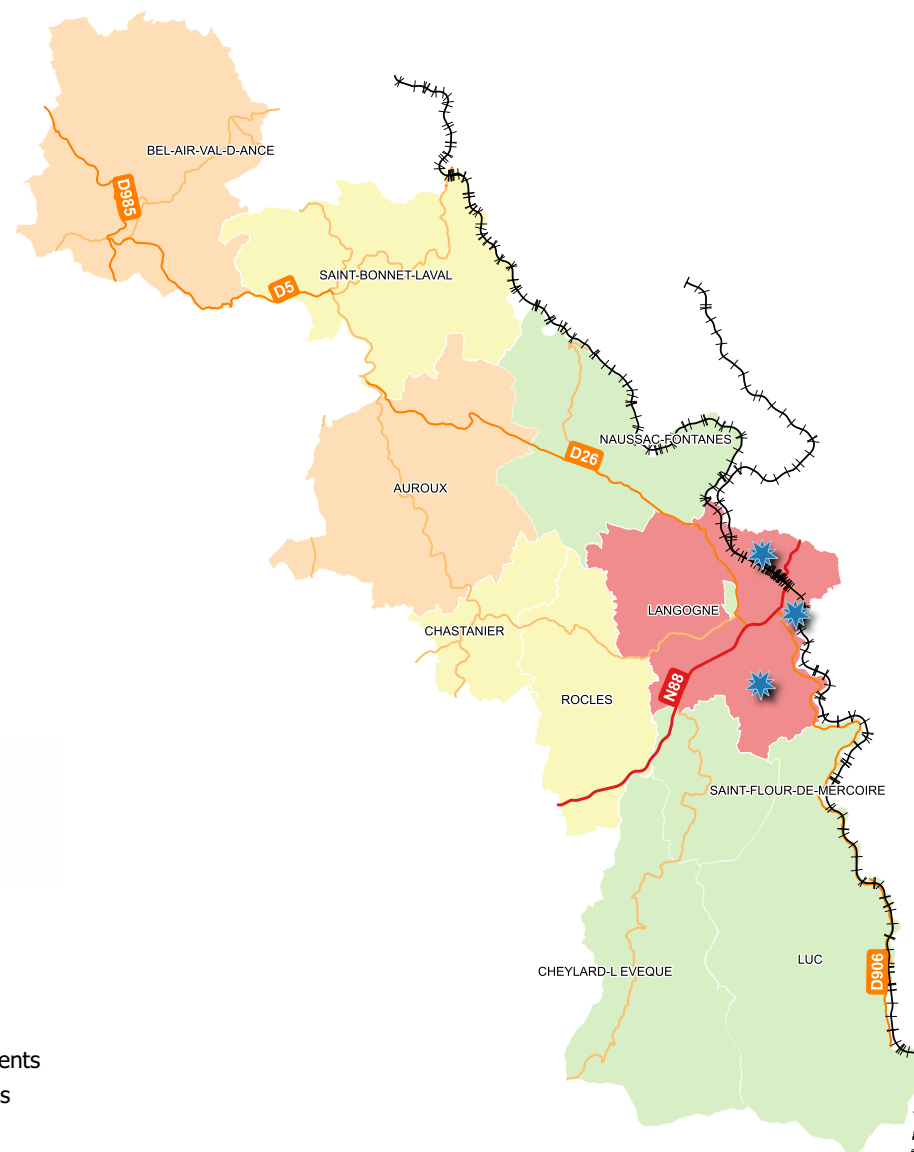 BEL-AIR-VAL-D-ANCE
D985
SAINT-BONNET-LAVAL
D5
NAUSSAC-FONTANES
D26
AUROUX
LANGOGNE
CHASTANIER
N88
ROCLES
SAINT-FLOUR-DE-MERCOIRE
LUC
CHEYLARD-L EVEQUE
D906
ents
s